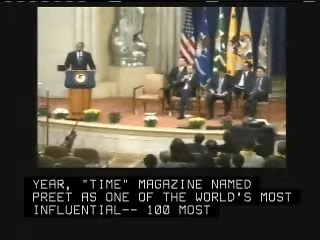 YEAR, "TIME" MAGAZINE NAMED
PREET AS ONE OF THE WORLD'S MOST
INFLUENTIAL-- 100 MOST